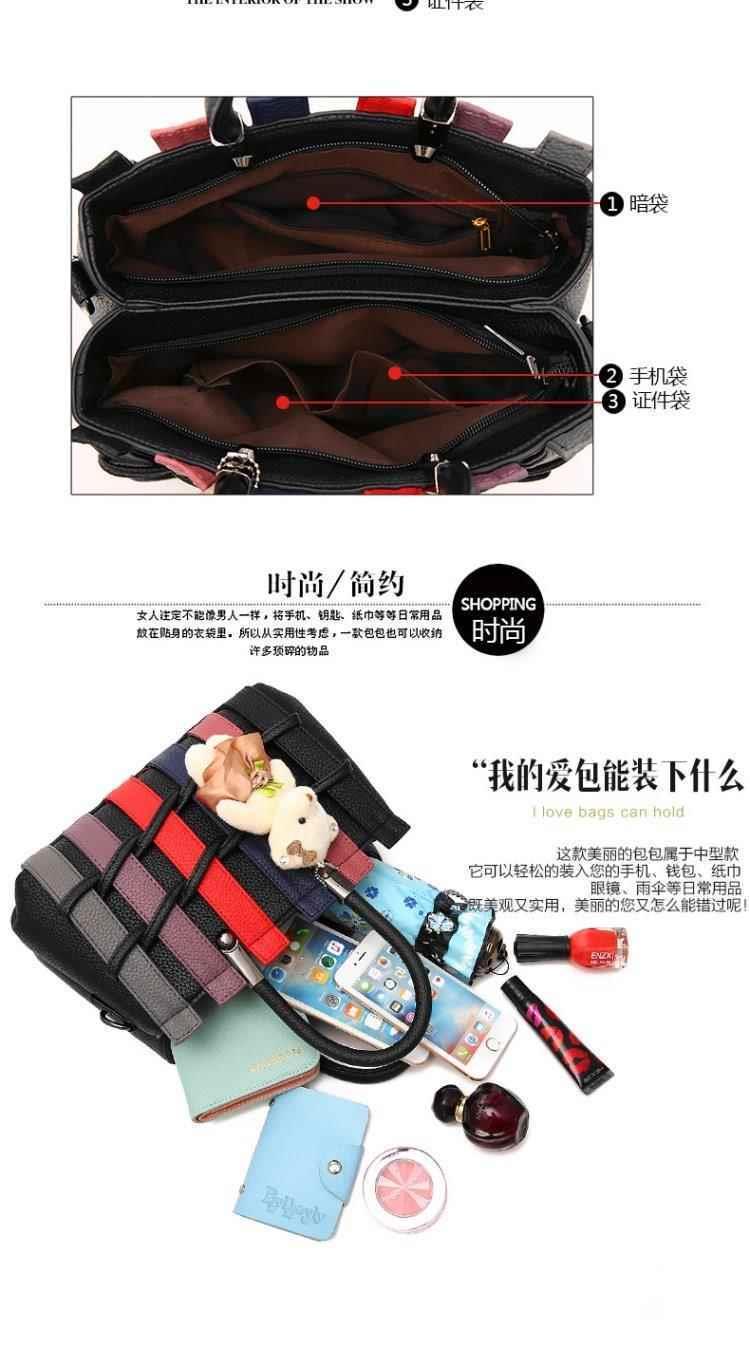 THE INTERIOR OF THE SHOW
3 证件袋
1 暗袋
2 手机袋
3 证件袋
时尚/简约
SHOPPING
时尚
女人注定不能像男人一样，将手机、钥匙、纸巾等等日常用品
放在贴身的衣袋里。所以从实用性考虑，一款包包也可以收纳
许多琐碎的物品
“我的爱包能装下什么
I love bags can hold
这款美丽的包包属于中型款
它可以轻松的装入您的手机、钱包、纸巾
眼镜、雨伞等日常用品
既美观又实用，美丽的您又怎么能错过呢!
ENZX